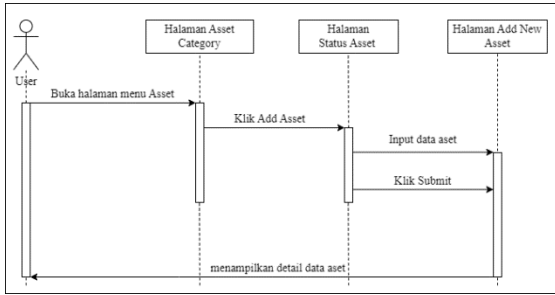 Halaman Asset
Category
Halaman
Status Asset
Halaman Add New
Asset
User
Buka halaman menu Asset
Klik Add Asset
Input data aset
Klik Submit
menampilkan detail data aset